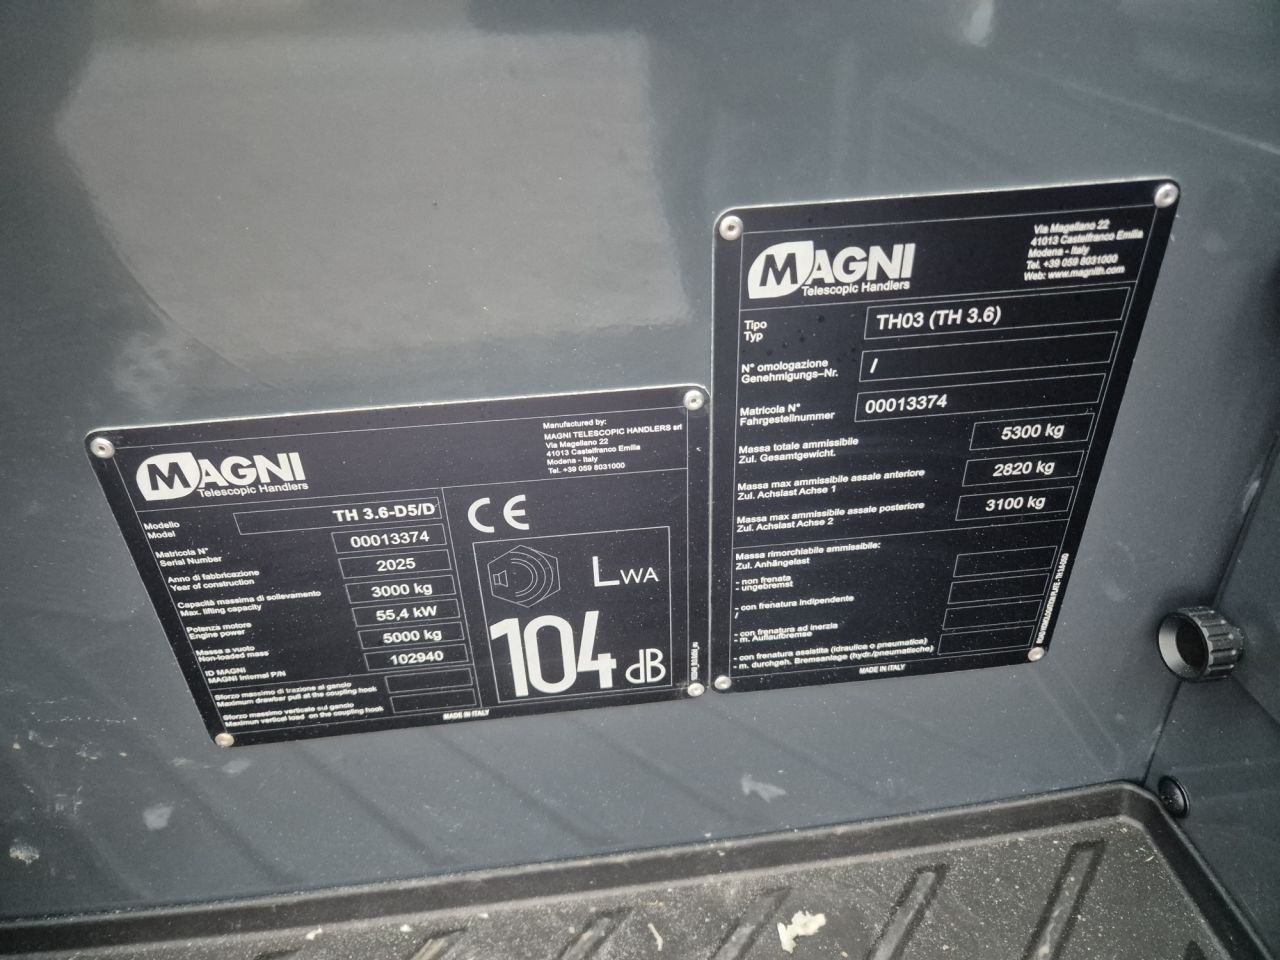 MAGNI
Telescopic Handlers
Manufactured by:
MAGNI TELESCOPIC HANDLERS srl
Via Magellano 22
41013 Castelfranco Emilia
Modena - Italy
Tel. +39 059 8031000
Modello
Model
TH 3.6-D5/D
Matricola N°
Serial Number
00013374
Anno di fabbricazione
Year of construction
2025
Capacità massima di sollevamento
Max. lifting capacity
3000 kg
Potenza motore
Engine power
55,4 kW
Massa a vuoto
Non-loaded mass
5000 kg
ID MAGNI
MAGNI Internal P/N
102940
Sforzo massimo di trazione al gancio
Maximum drawbar pull at the coupling hook
Sforzo massimo verticale sul gancio
Maximun vertical load on the coupling hook
MADE IN ITALY
CE
LWA
104 dB
MAGNI
Telescopic Handlers
Via Magellano 22
41013 Castelfranco Emilia
Modena - Italy
Tel. +39 059 8031000
Web: www.magnith.com
Tipo
Typ
TH03 (TH 3.6)
N° omologazione
Genehmigungs-Nr.
/
Matricola N°
Fahrgestellnummer
00013374
Massa totale ammissibile
Zul. Gesamtgewicht.
5300 kg
Massa max ammissibile assale anteriore
Zul. Achslast Achse 1
2820 kg
Massa max ammissibile assale posteriore
Zul. Achslast Achse 2
3100 kg
Massa rimorchiabile ammissibile:
Zul. Anhängelast
- non frenata
- ungebremst
- con frenatura indipendente
/
- con frenatura ad inerzia
- m. Auflaufbremse
- con frenatura assistita (idraulica o pneumatica)
- m. durchgeh. Bremsanlage (hydr./pneumatische)
MADE IN ITALY